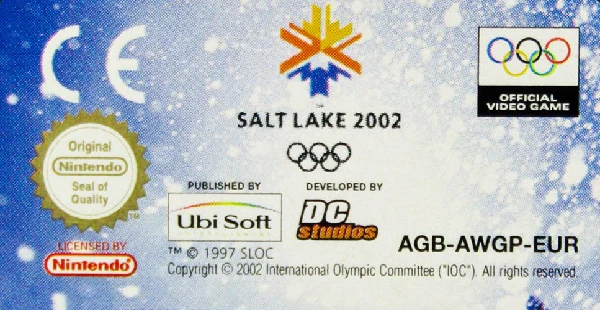 CE
SALT LAKE 2002
OFFICIAL
VIDEO GAME
Original
Nintendo
Seal of
Quality
TM
LICENSED BY
Nintendo
PUBLISHED BY
Ubi Soft
DEVELOPED BY
DC
studios
AGB-AWGP-EUR
™ © 1997 SLOC
Copyright © 2002 International Olympic Committee ("IOC"). All rights reserved.